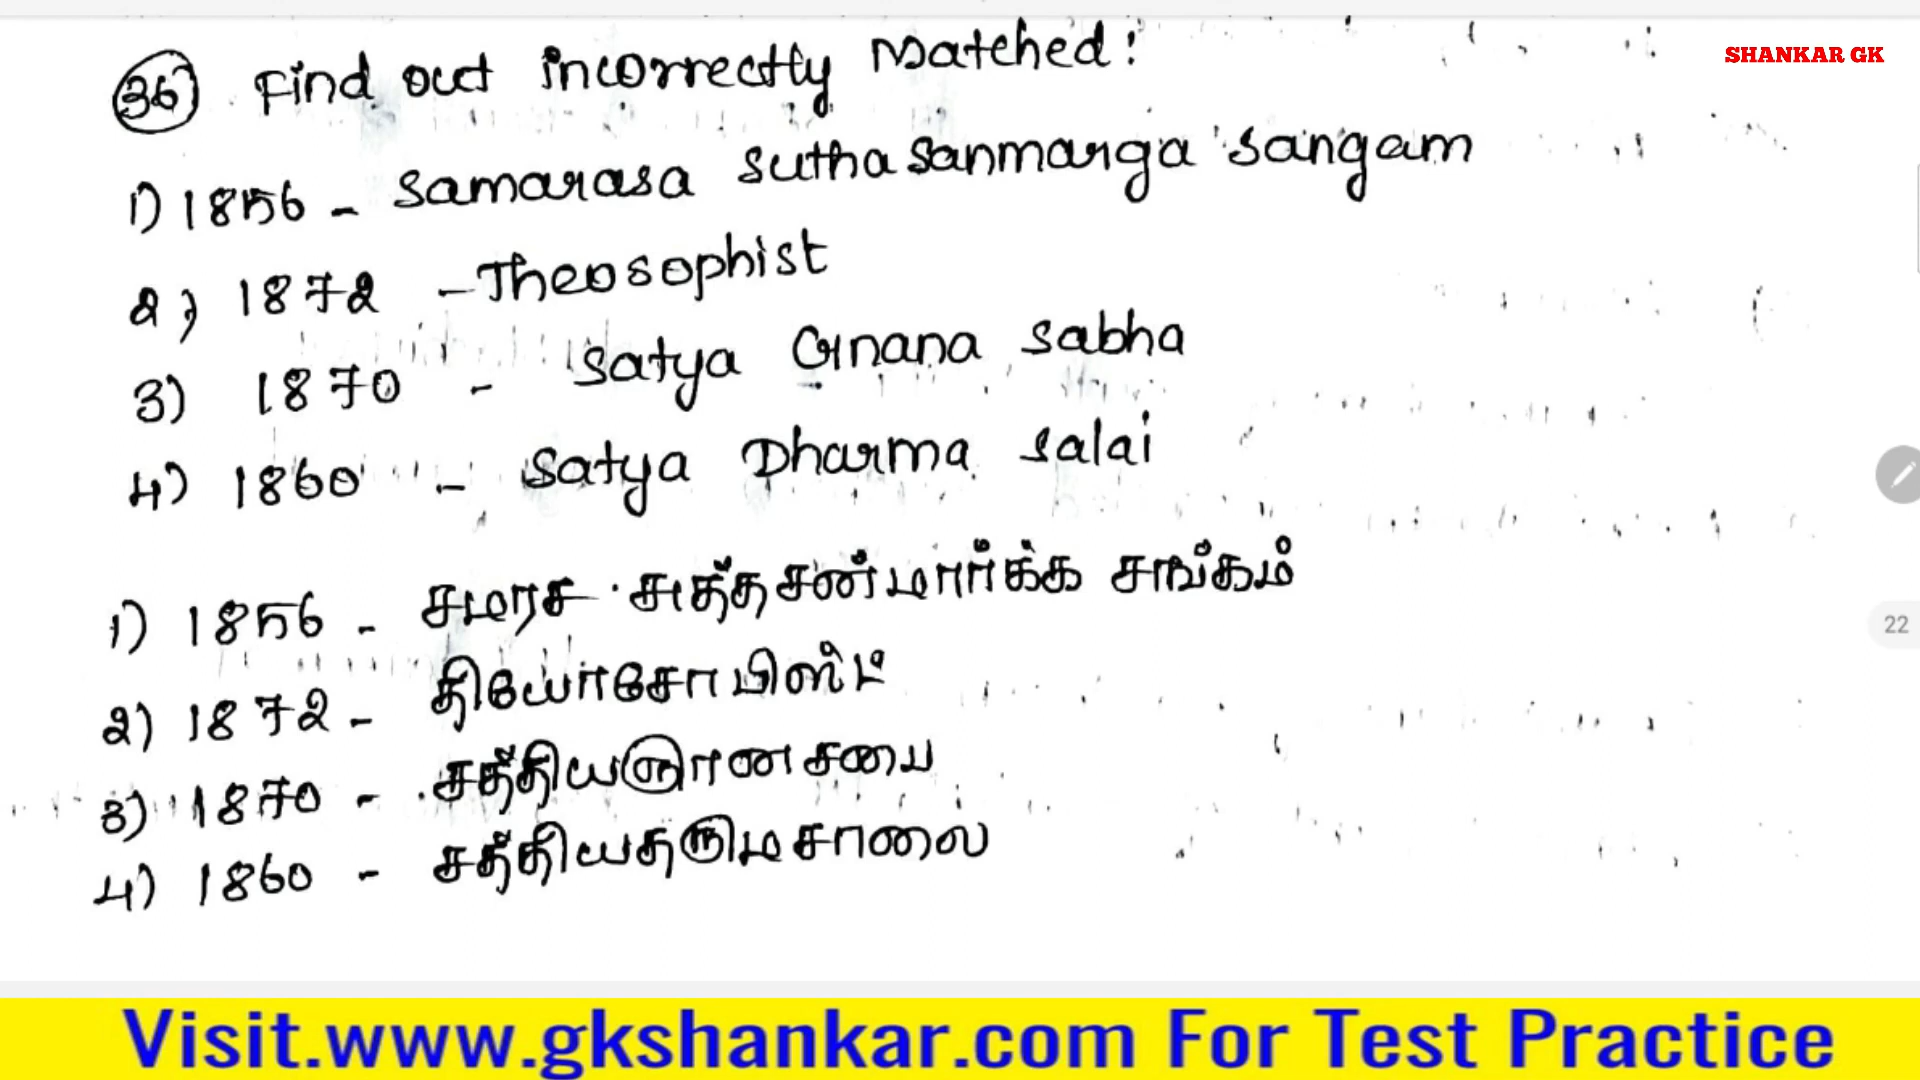 SHANKAR GK
36 Find out incorrectly Matched:
1) 1856 - Samarasa Sutha Sanmarga Sangam
2) 1872 - Theosophist
3) 1870 - Satya Gnana Sabha
4) 1860 - Satya Dharma Salai
1) 1856 - சமரச சுத்த சன்மார்க்க சங்கம்
2) 1872 - தியோசோபிஸ்ட்
3) 1870 - சத்திய ஞான சபை
4) 1860 - சத்திய தருமசாலை
22
Visit.www.gkshankar.com For Test Practice